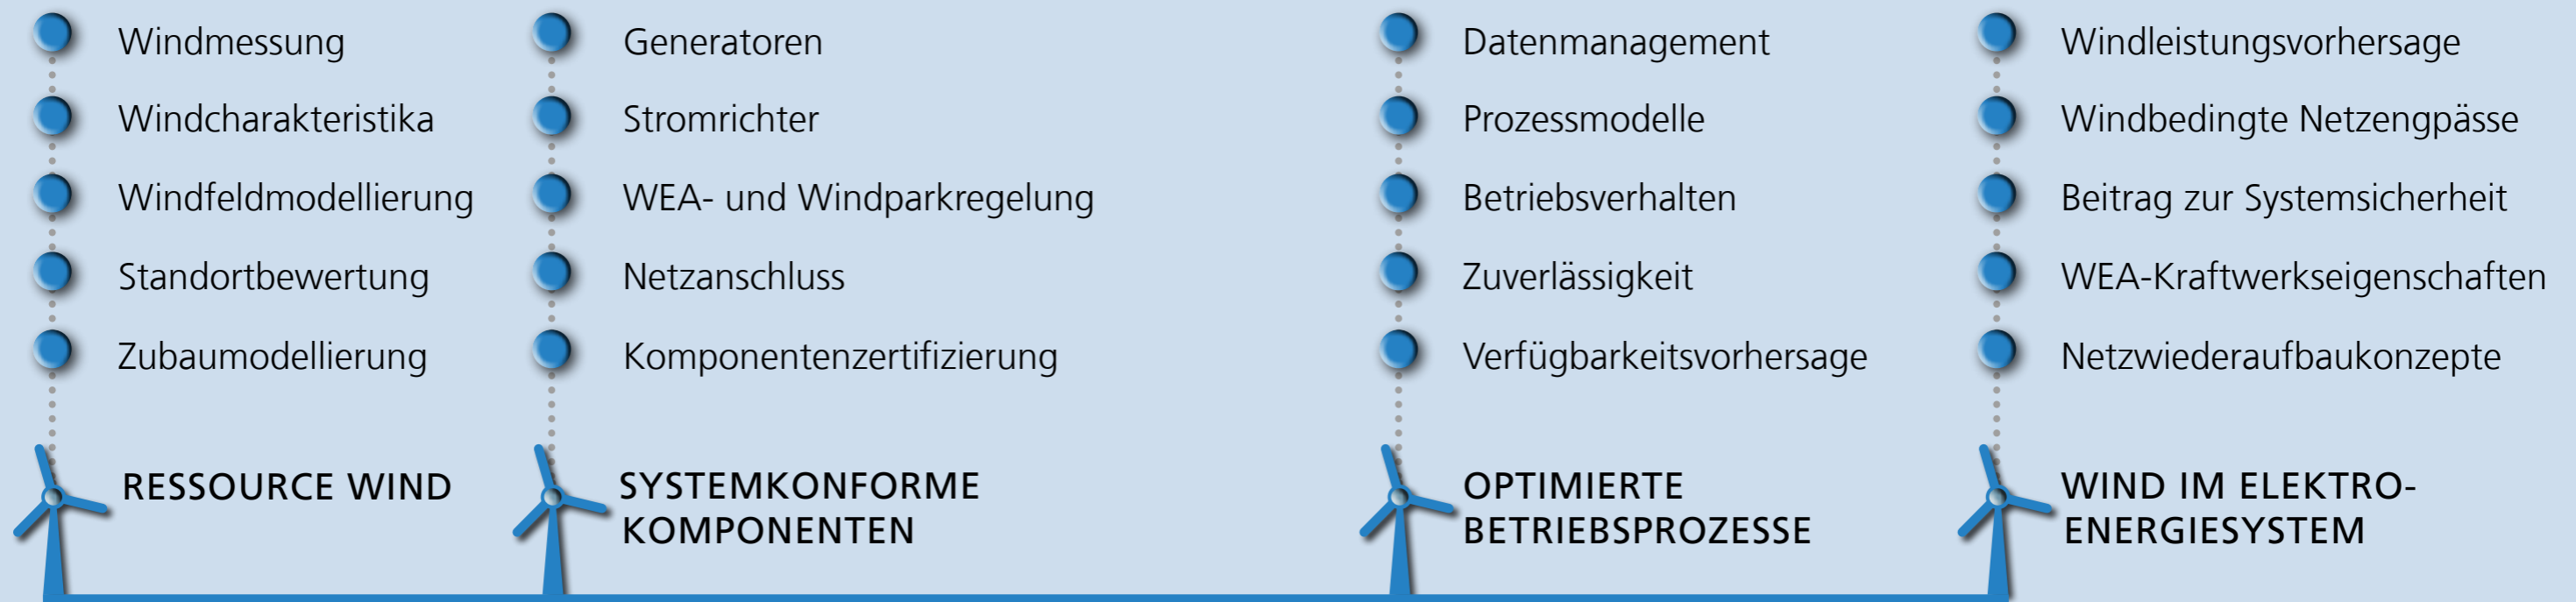 Windmessung
Windcharakteristika
Windfeldmodellierung
Standortbewertung
Zubaumodellierung
RESSOURCE WIND
Generatoren
Stromrichter
WEA- und Windparkregelung
Netzanschluss
Komponentenzertifizierung
SYSTEMKONFORME
KOMPONENTEN
Datenmanagement
Prozessmodelle
Betriebsverhalten
Zuverlässigkeit
Verfügbarkeitsvorhersage
OPTIMIERTE
BETRIEBSPROZESSE
Windleistungsvorhersage
Windbedingte Netzengpässe
Beitrag zur Systemsicherheit
WEA-Kraftwerkseigenschaften
Netzwiederaufbaukonzepte
WIND IM ELEKTRO-
ENERGIESYSTEM